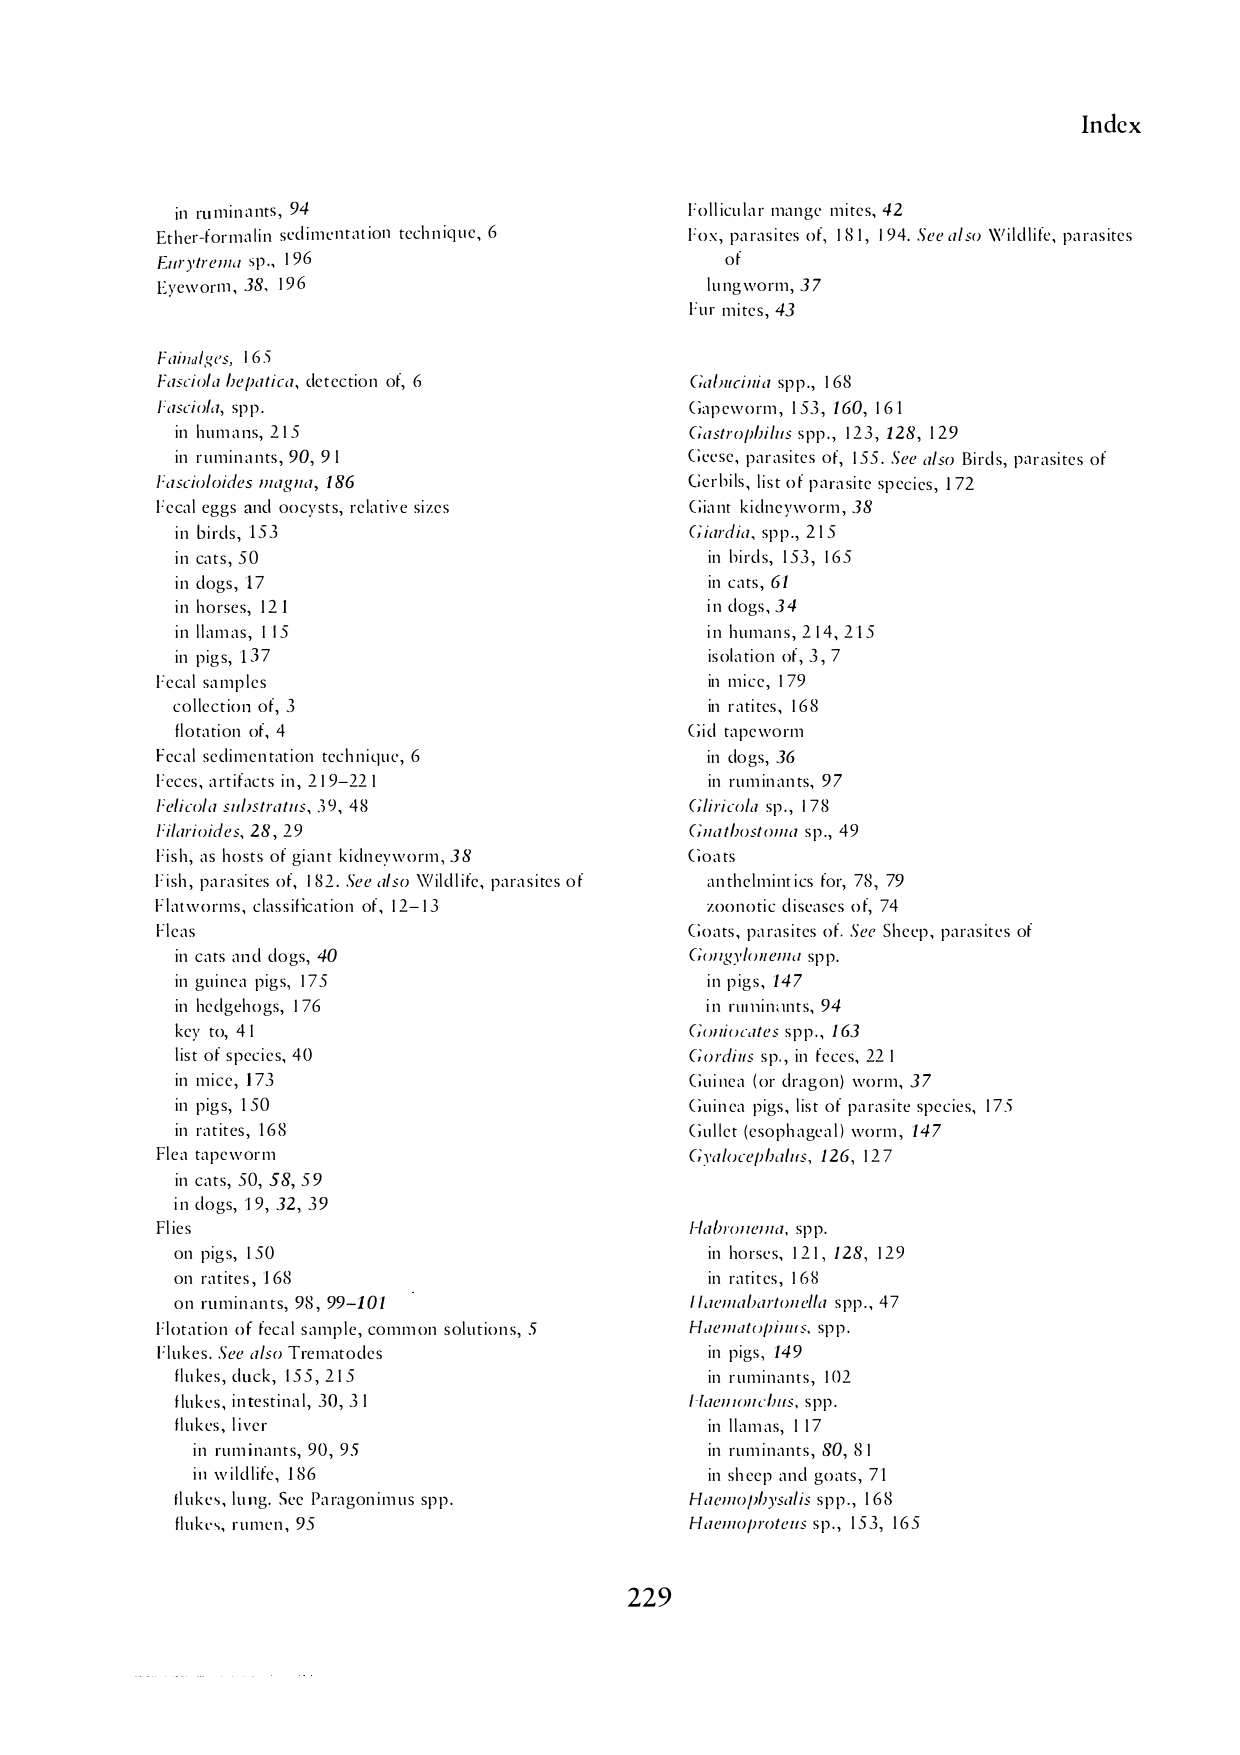 Index
in ruminants, 94
Ether-formalin sedimentation technique, 6
Eurytrema sp., 196
Eyeworm, 38, 196
Fainalges, 165
Fasciola hepatica, detection of, 6
Fasciola, spp.
in humans, 215
in ruminants, 90, 91
Fascioloides magna, 186
Fecal eggs and oocysts, relative sizes
in birds, 153
in cats, 50
in dogs, 17
in horses, 121
in llamas, 115
in pigs, 137
Fecal samples
collection of, 3
flotation of, 4
Fecal sedimentation technique, 6
Feces, artifacts in, 219–221
Felicola substratus, 39, 48
Filarioides, 28, 29
Fish, as hosts of giant kidneyworm, 38
Fish, parasites of, 182. See also Wildlife, parasites of
Flatworms, classification of, 12–13
Fleas
in cats and dogs, 40
in guinea pigs, 175
in hedgehogs, 176
key to, 41
list of species, 40
in mice, 173
in pigs, 150
in ratites, 168
Flea tapeworm
in cats, 50, 58, 59
in dogs, 19, 32, 39
Flies
on pigs, 150
on ratites, 168
on ruminants, 98, 99–101
Flotation of fecal sample, common solutions, 5
Flukes. See also Trematodes
flukes, duck, 155, 215
flukes, intestinal, 30, 31
flukes, liver
in ruminants, 90, 95
in wildlife, 186
flukes, lung. See Paragonimus spp.
flukes, rumen, 95
Follicular mange mites, 42
Fox, parasites of, 181, 194. See also Wildlife, parasites
of
lungworm, 37
Fur mites, 43
Gabucinia spp., 168
Gapeworm, 153, 160, 161
Gastrophilus spp., 123, 128, 129
Geese, parasites of, 155. See also Birds, parasites of
Gerbils, list of parasite species, 172
Giant kidneyworm, 38
Giardia, spp., 215
in birds, 153, 165
in cats, 61
in dogs, 34
in humans, 214, 215
isolation of, 3, 7
in mice, 179
in ratites, 168
Gid tapeworm
in dogs, 36
in ruminants, 97
Gliricola sp., 178
Gnathostoma sp., 49
Goats
anthelmintics for, 78, 79
zoonotic diseases of, 74
Goats, parasites of. See Sheep, parasites of
Gongylonema spp.
in pigs, 147
in ruminants, 94
Goniocates spp., 163
Gordius sp., in feces, 221
Guinea (or dragon) worm, 37
Guinea pigs, list of parasite species, 175
Gullet (esophageal) worm, 147
Gyalocephalus, 126, 127
Habronema, spp.
in horses, 121, 128, 129
in ratites, 168
Haemabartonella spp., 47
Haematopinus, spp.
in pigs, 149
in ruminants, 102
Haemonchus, spp.
in llamas, 117
in ruminants, 80, 81
in sheep and goats, 71
Haemophysalis spp., 168
Haemoproteus sp., 153, 165
229